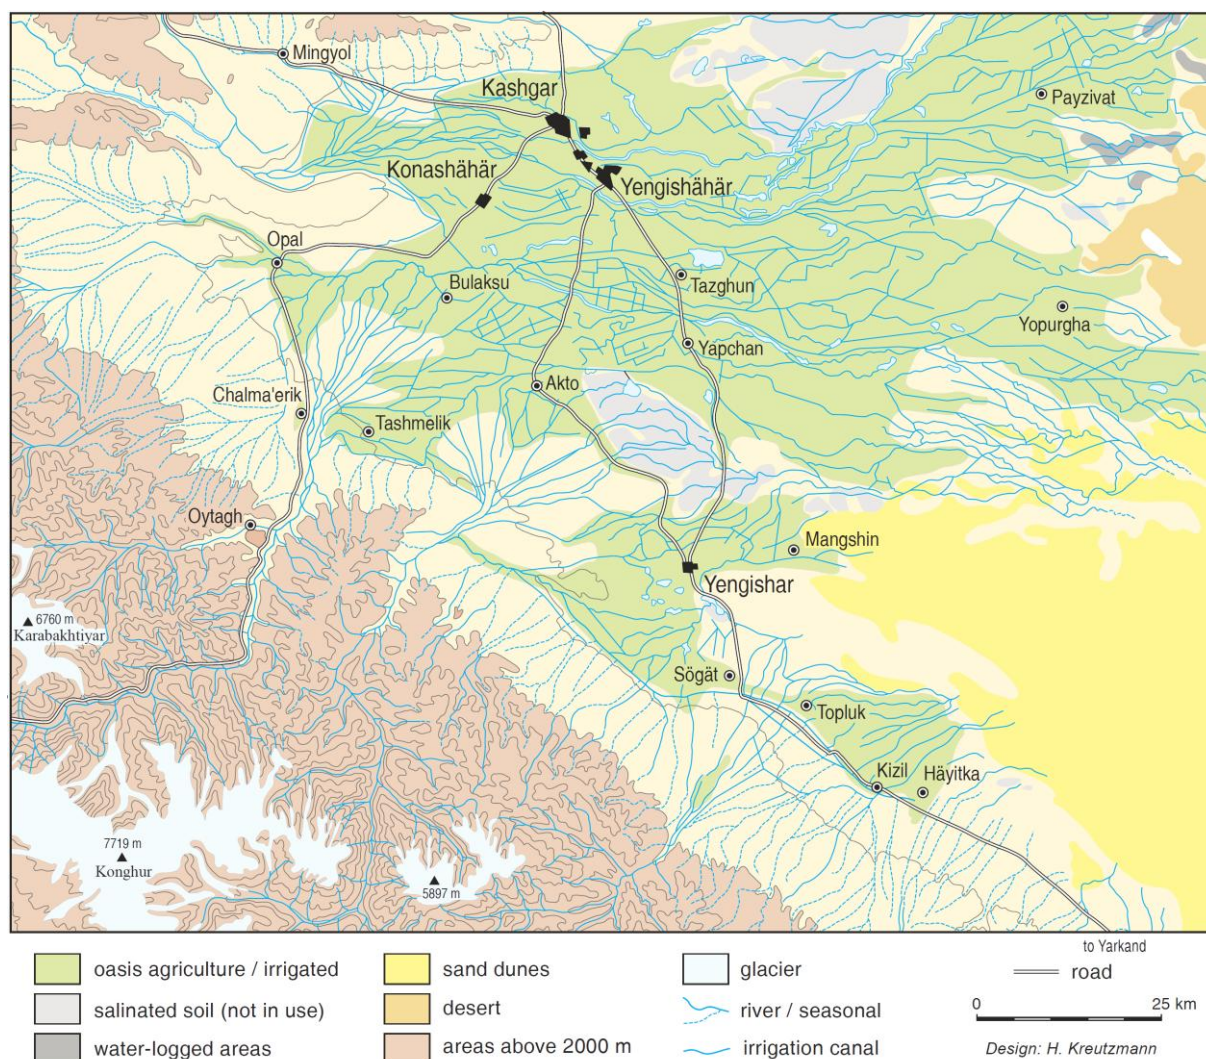 Mingyol
Kashgar
Payzivat
Konashähär
Yengishähär
Opal
Bulaksu
Tazghun
Yopurgha
Yapchan
Akto
Chalma'erik
Tashmelik
Oytagh
Mangshin
Yengishar
6760 m
Karabakhtiyar
Sögät
Topluk
Kizil
Häyitka
7719 m
Konghur
5897 m
to Yarkand
oasis agriculture / irrigated
sand dunes
glacier
road
salinated soil (not in use)
desert
river / seasonal
0 25 km
water-logged areas
areas above 2000 m
irrigation canal
Design: H. Kreutzmann